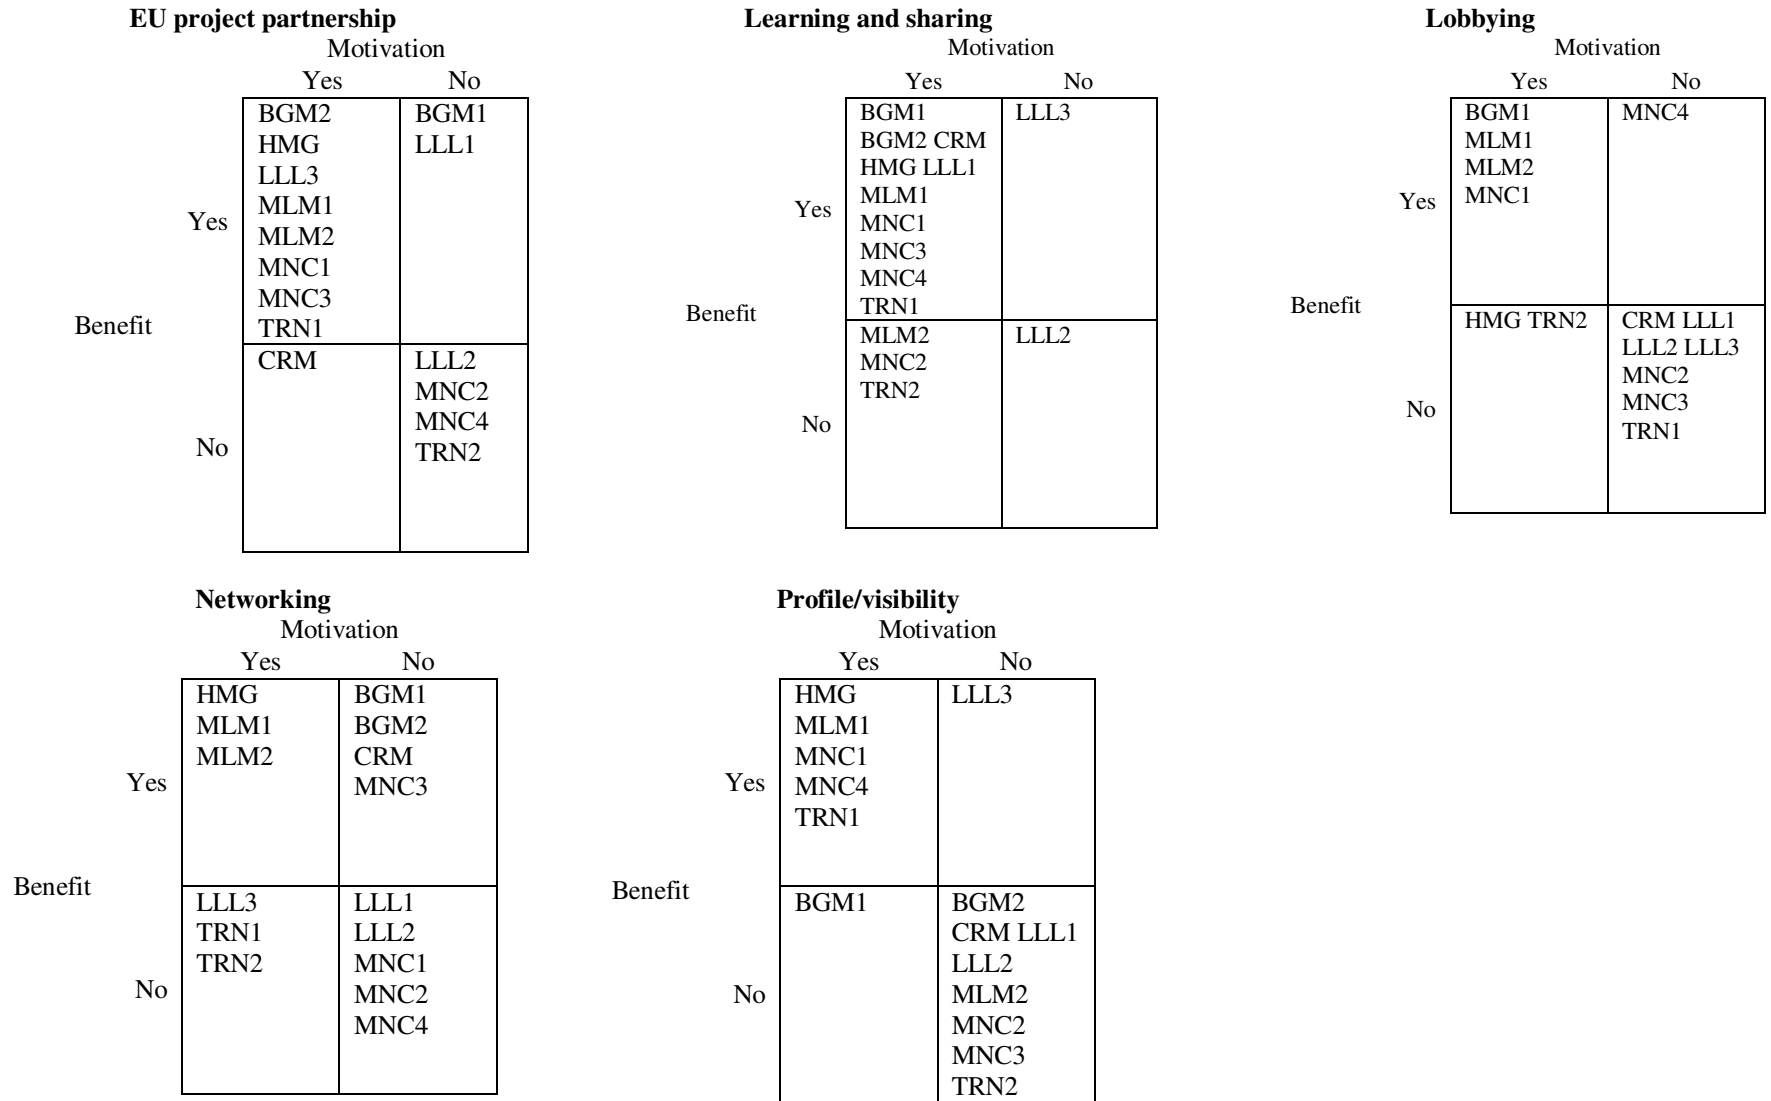 EU project partnership
Motivation
Yes No
BGM2 BGM1
HMG LLL1
LLL3
MLM1
Yes
MLM2
MNC1
MNC3
Benefit
TRN1
CRM LLL2
MNC2
MNC4
No
TRN2
Learning and sharing
Motivation
Yes No
BGM1 LLL3
BGM2 CRM
HMG LLL1
MLM1
Yes
MNC1
MNC3
MNC4
Benefit
TRN1
MLM2 LLL2
MNC2
TRN2
No
Lobbying
Motivation
Yes No
BGM1 MNC4
MLM1
MLM2
Yes
MNC1
Benefit
HMG TRN2 CRM LLL1
LLL2 LLL3
MNC2
No
MNC3
TRN1
Networking
Motivation
Yes No
HMG BGM1
MLM1 BGM2
MLM2 CRM
Yes
MNC3
Benefit
LLL3 LLL1
TRN1 LLL2
TRN2 MNC1
No
MNC2
MNC4
Profile/visibility
Motivation
Yes No
HMG LLL3
MLM1
MNC1
Yes
MNC4
TRN1
Benefit
BGM1 BGM2
CRM LLL1
LLL2
No
MLM2
MNC2
MNC3
TRN2